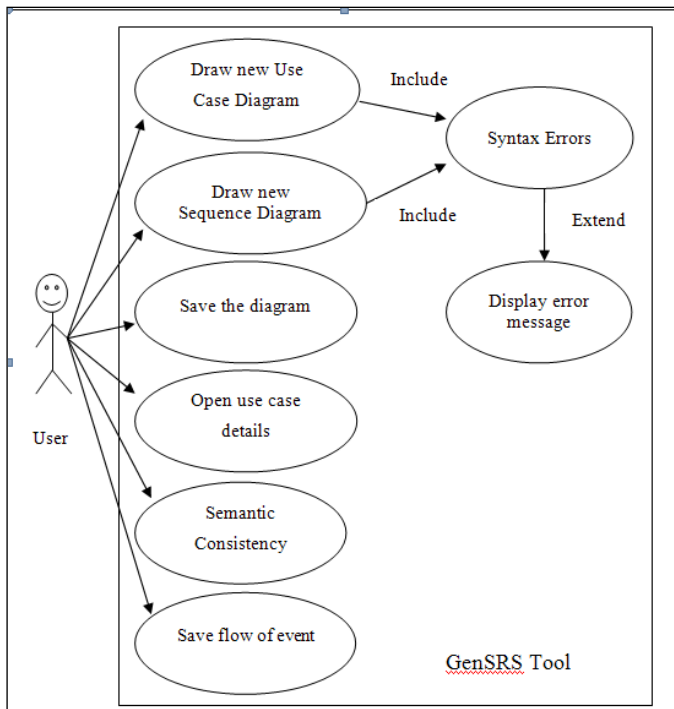 Draw new Use
Case Diagram
Include
Syntax Errors
Draw new
Sequence Diagram
Include
Extend
Save the diagram
Display error
message
Open use case
details
User
Semantic
Consistency
Save flow of event
GenSRS Tool